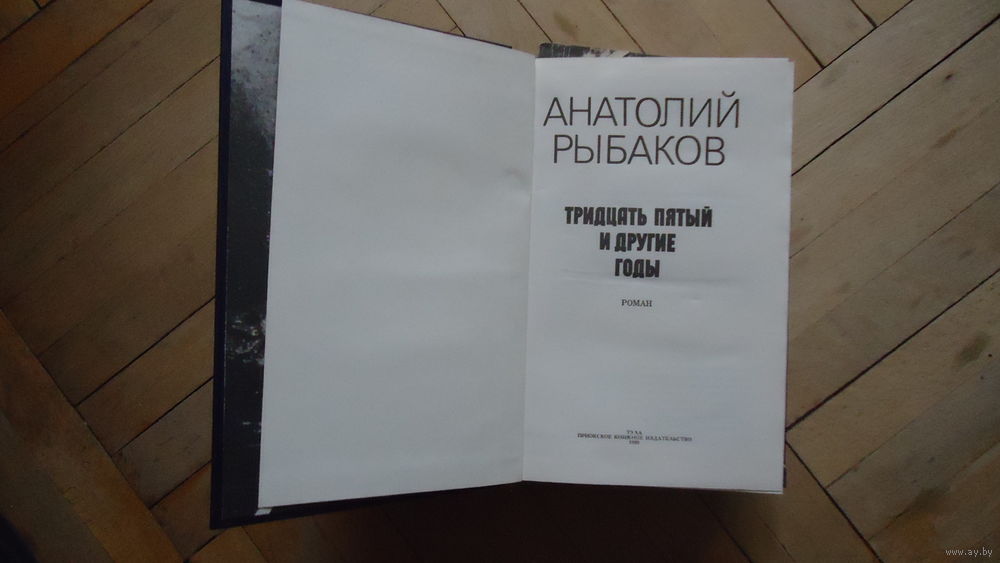 АНАТОЛИЙ
РЫБАКОВ
ТРИДЦАТЬ ПЯТЫЙ
И ДРУГИЕ
ГОДЫ
РОМАН
ТУЛА
ПРИОКСКОЕ КНИЖНОЕ ИЗДАТЕЛЬСТВО
www.ay.by